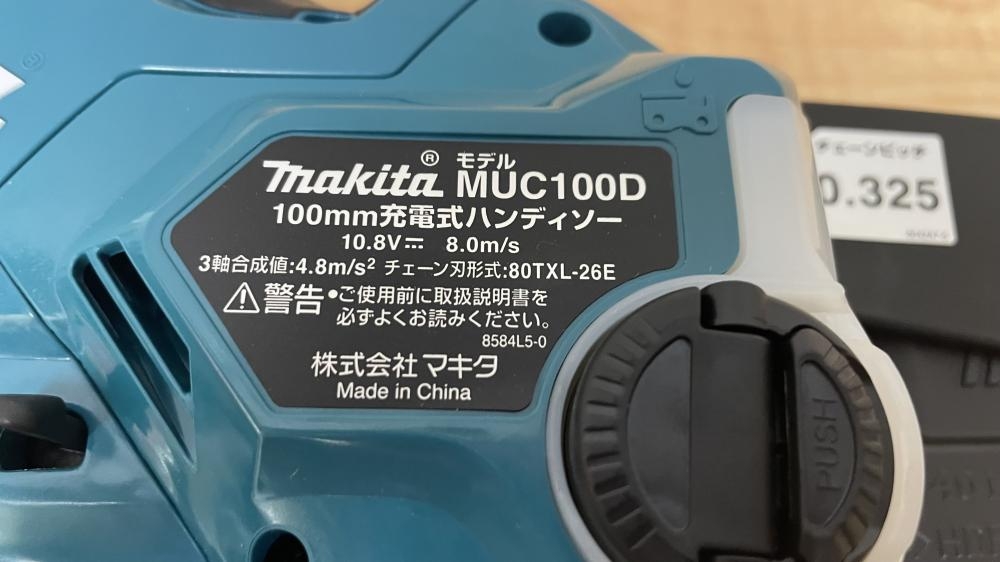 makita® モデル MUC100D
100mm充電式ハンディソー
10.8V⎓ 8.0m/s
3軸合成値:4.8m/s² チェーン刃形式:80TXL-26E
⚠警告•ご使用前に取扱説明書を
必ずよくお読みください。
8584L5-0
株式会社 マキタ
Made in China
チェーンピッチ
0.325
PUSH